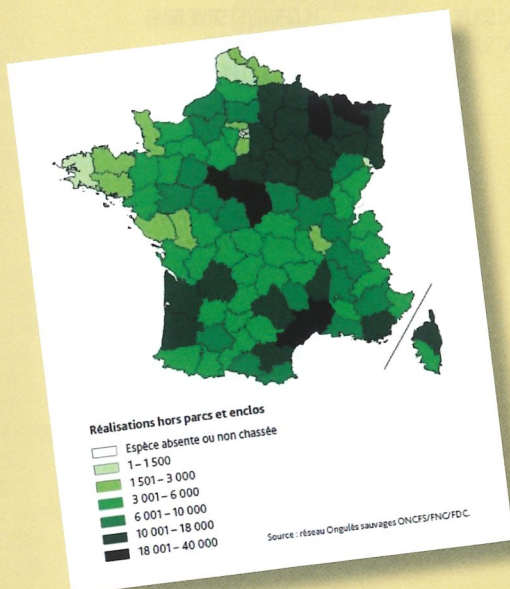 Réalisations hors parcs et enclos
Espèce absente ou non chassée
1 – 1 500
1 501 – 3 000
3 001 – 6 000
6 001 – 10 000
10 001 – 18 000
18 001 – 40 000
Source : réseau Ongulés sauvages ONCFS/FNC/FDC.